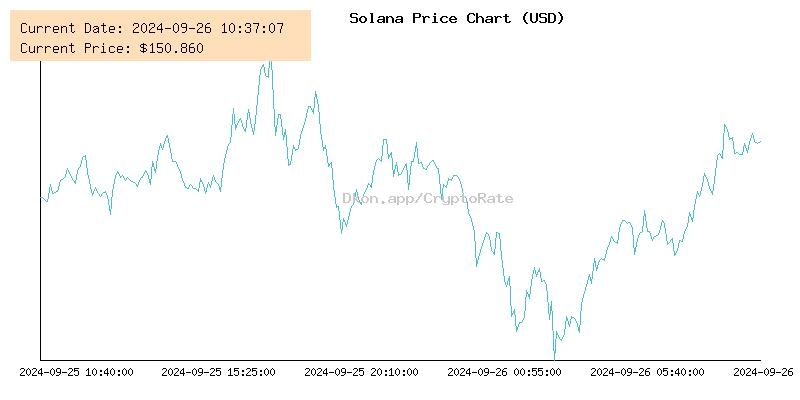 Solana Price Chart (USD)
Current Date: 2024-09-26 10:37:07
Current Price: $150.860
Dkon.app/CryptoRate
2024-09-25 10:40:00 2024-09-25 15:25:00 2024-09-25 20:10:00 2024-09-26 00:55:00 2024-09-26 05:40:00 2024-09-26